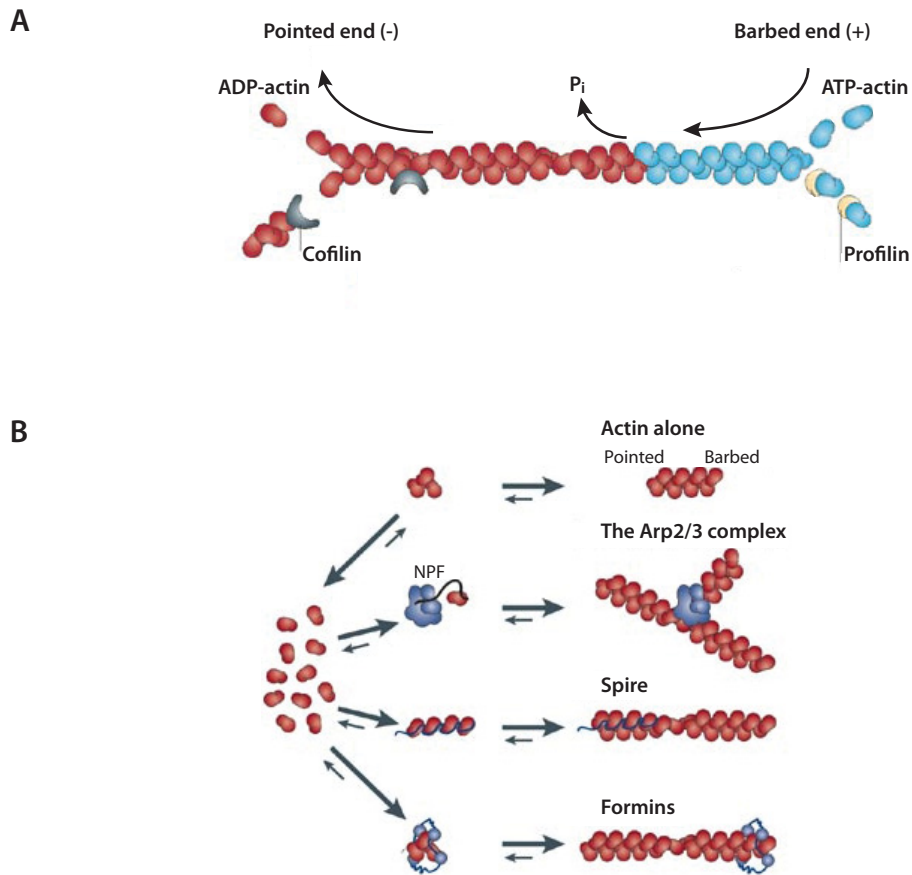 A
Pointed end (-)
Barbed end (+)
ADP-actin
Pi
ATP-actin
Cofilin
Profilin
B
Actin alone
Pointed
Barbed
The Arp2/3 complex
NPF
Spire
Formins